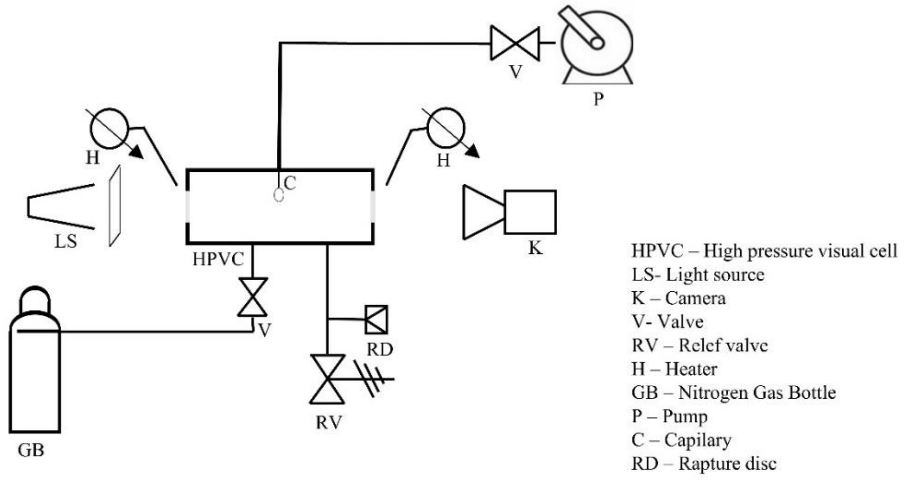 V
P
H
H
C
LS
K
HPVC
V
RD
RV
GB
HPVC – High pressure visual cell
LS- Light source
K – Camera
V- Valve
RV – Relef valve
H – Heater
GB – Nitrogen Gas Bottle
P – Pump
C – Capilary
RD – Rapture disc